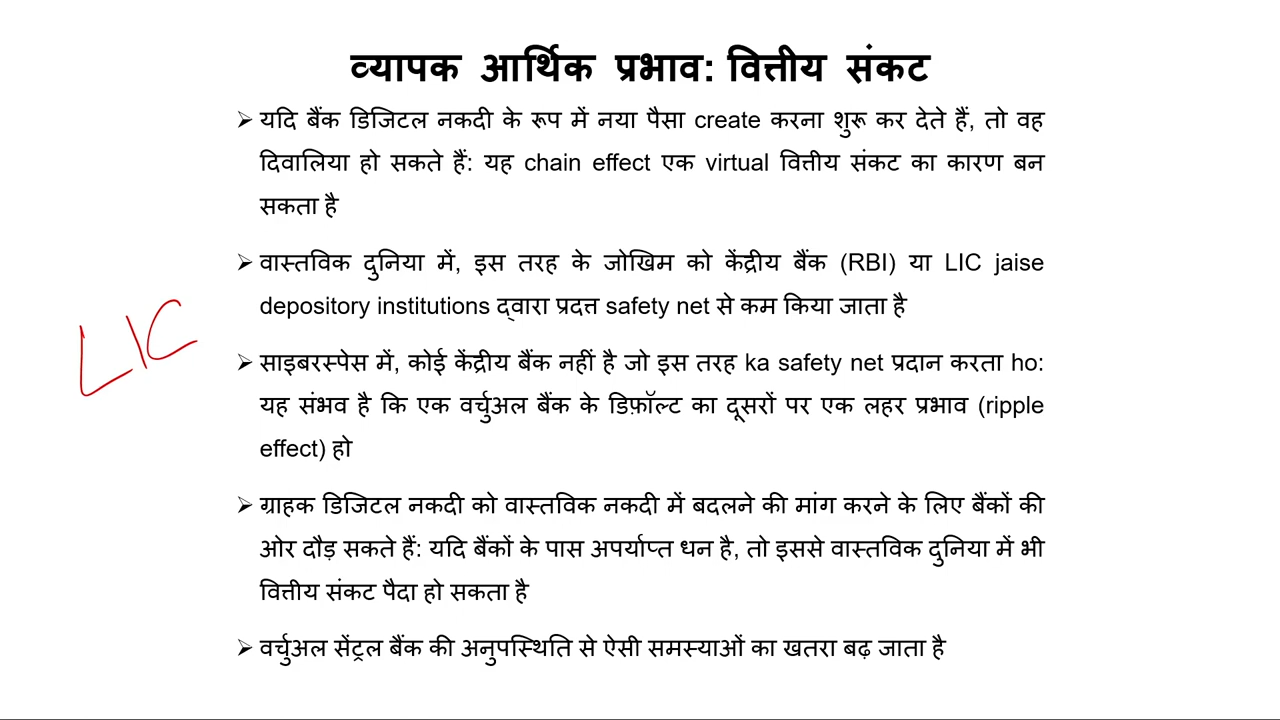 व्यापक आर्थिक प्रभाव: वित्तीय संकट
➢ यदि बैंक डिजिटल नकदी के रूप में नया पैसा create करना शुरू कर देते हैं, तो वह
दिवालिया हो सकते हैं: यह chain effect एक virtual वित्तीय संकट का कारण बन
सकता है
➢ वास्तविक दुनिया में, इस तरह के जोखिम को केंद्रीय बैंक (RBI) या LIC jaise
depository institutions द्वारा प्रदत्त safety net से कम किया जाता है
LIC
➢ साइबरस्पेस में, कोई केंद्रीय बैंक नहीं है जो इस तरह ka safety net प्रदान करता ho:
यह संभव है कि एक वर्चुअल बैंक के डिफ़ॉल्ट का दूसरों पर एक लहर प्रभाव (ripple
effect) हो
➢ ग्राहक डिजिटल नकदी को वास्तविक नकदी में बदलने की मांग करने के लिए बैंकों की
ओर दौड़ सकते हैं: यदि बैंकों के पास अपर्याप्त धन है, तो इससे वास्तविक दुनिया में भी
वित्तीय संकट पैदा हो सकता है
➢ वर्चुअल सेंट्रल बैंक की अनुपस्थिति से ऐसी समस्याओं का खतरा बढ़ जाता है